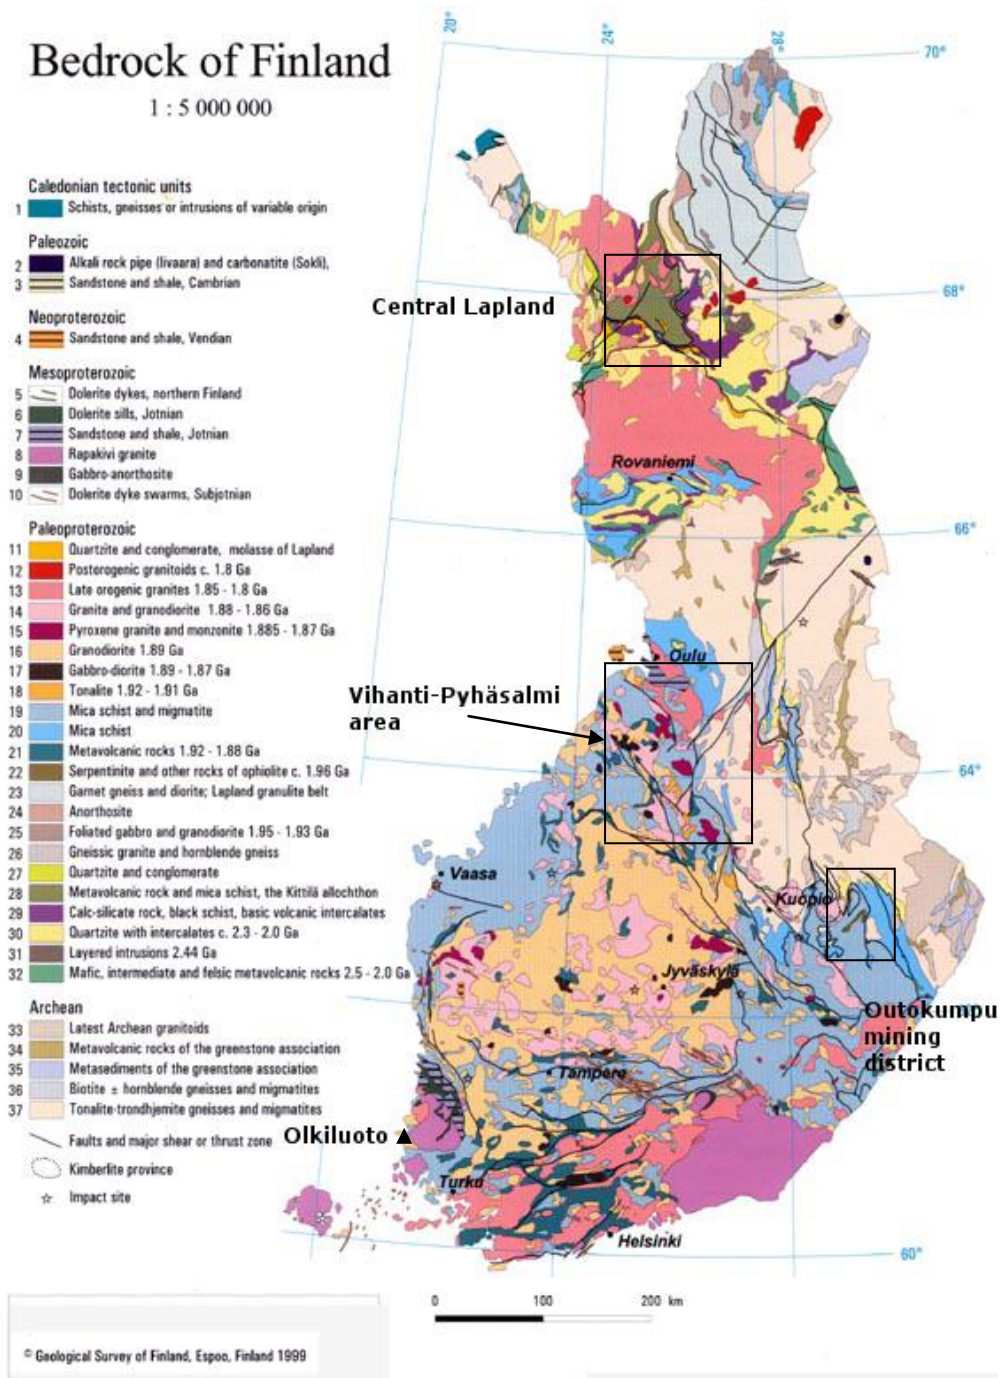 Bedrock of Finland
1 : 5 000 000
20°
24°
28°
70°
68°
66°
64°
60°
Caledonian tectonic units
1 Schists, gneisses or intrusions of variable origin
Paleozoic
2 Alkali rock pipe (Iivaara) and carbonatite (Sokli),
3 Sandstone and shale, Cambrian
Neoproterozoic
4 Sandstone and shale, Vendian
Mesoproterozoic
5 Dolerite dykes, northern Finland
6 Dolerite sills, Jotnian
7 Sandstone and shale, Jotnian
8 Rapakivi granite
9 Gabbro-anorthosite
10 Dolerite dyke swarms, Subjotnian
Paleoproterozoic
11 Quartzite and conglomerate, molasse of Lapland
12 Postorogenic granitoids c. 1.8 Ga
13 Late orogenic granites 1.85 - 1.8 Ga
14 Granite and granodiorite 1.88 - 1.86 Ga
15 Pyroxene granite and monzonite 1.885 - 1.87 Ga
16 Granodiorite 1.89 Ga
17 Gabbro-diorite 1.89 - 1.87 Ga
18 Tonalite 1.92 - 1.91 Ga
19 Mica schist and migmatite
20 Mica schist
21 Metavolcanic rocks 1.92 - 1.88 Ga
22 Serpentinite and other rocks of ophiolite c. 1.96 Ga
23 Garnet gneiss and diorite; Lapland granulite belt
24 Anorthosite
25 Foliated gabbro and granodiorite 1.95 - 1.93 Ga
26 Gneissic granite and hornblende gneiss
27 Quartzite and conglomerate
28 Metavolcanic rock and mica schist, the Kittilä allochthon
29 Calc-silicate rock, black schist, basic volcanic intercalates
30 Quartzite with intercalates c. 2.3 - 2.0 Ga
31 Layered intrusions 2.44 Ga
32 Mafic, intermediate and felsic metavolcanic rocks 2.5 - 2.0 Ga
Archean
33 Latest Archean granitoids
34 Metavolcanic rocks of the greenstone association
35 Metasediments of the greenstone association
36 Biotite ± hornblende gneisses and migmatites
37 Tonalite-trondhjemite gneisses and migmatites
Faults and major shear or thrust zone
Kimberlite province
Impact site
Central Lapland
Rovaniemi
Oulu
Vihanti-Pyhäsalmi
area
Vaasa
Kuopio
Jyväskylä
Outokumpu
mining
district
Tampere
Olkiluoto
Turku
Helsinki
0 100 200 km
© Geological Survey of Finland, Espoo, Finland 1999